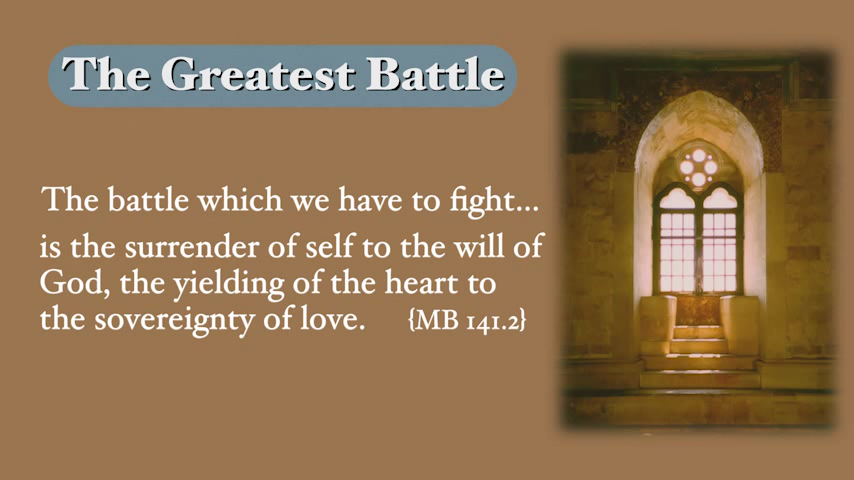 The Greatest Battle
The battle which we have to fight...
is the surrender of self to the will of
God, the yielding of the heart to
the sovereignty of love. {MB 141.2}